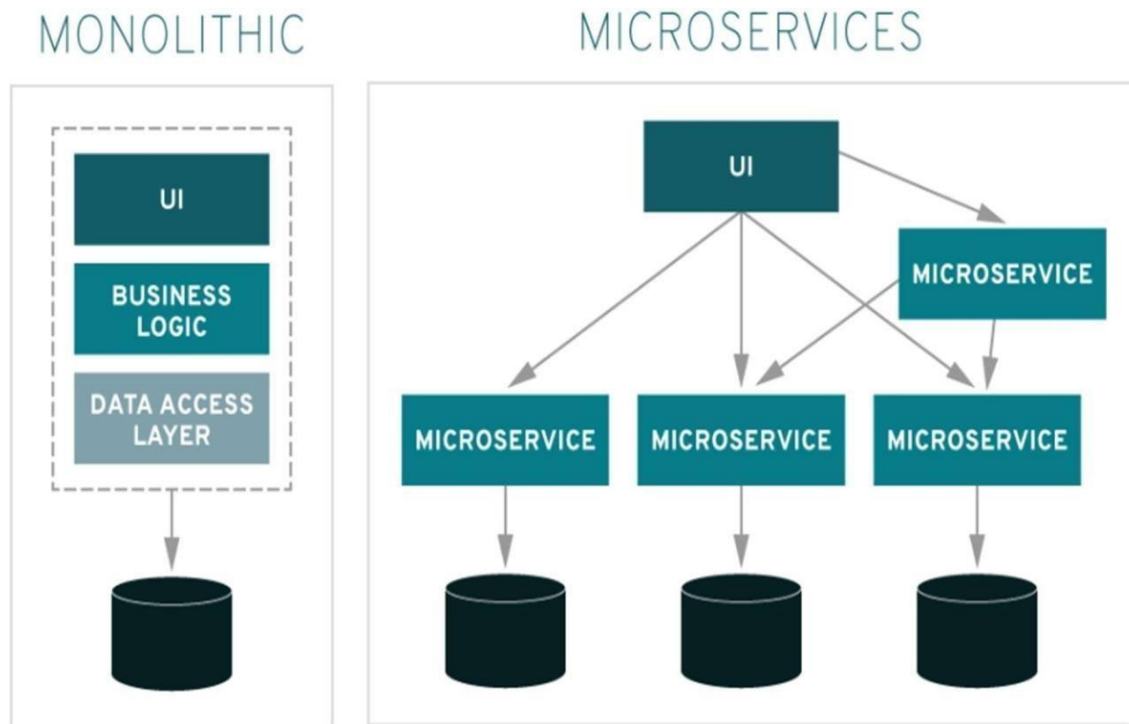 MONOLITHIC
UI
BUSINESS
LOGIC
DATA ACCESS
LAYER
MICROSERVICES
UI
MICROSERVICE
MICROSERVICE
MICROSERVICE
MICROSERVICE